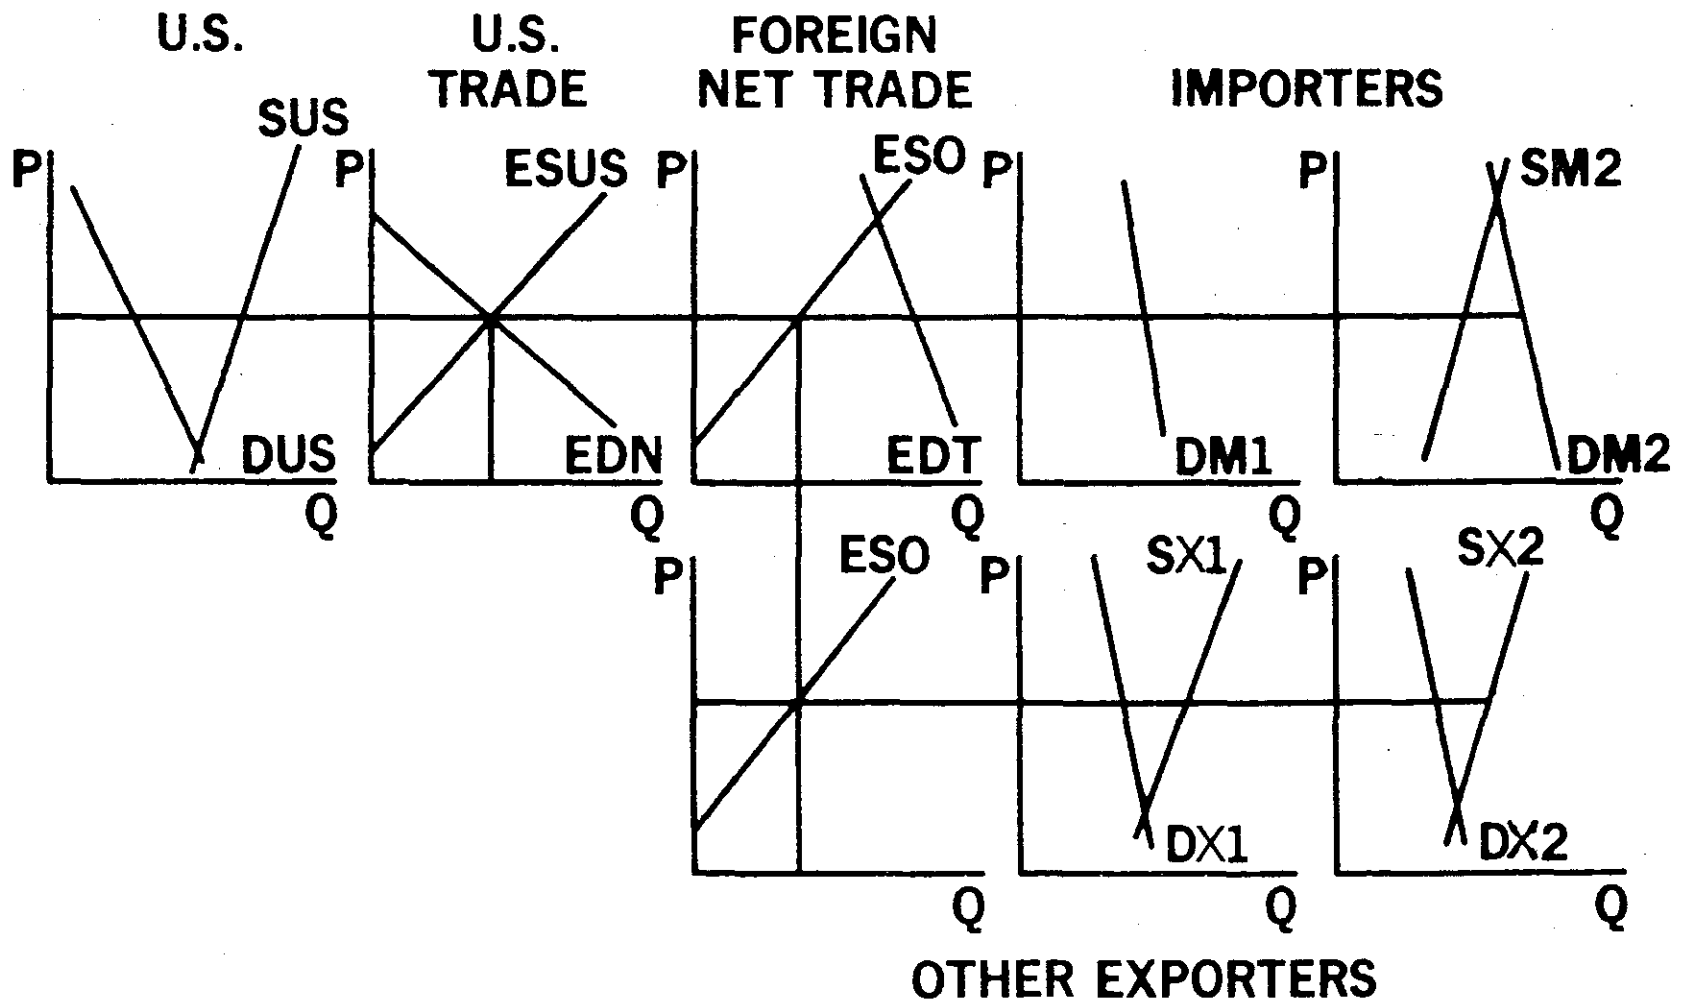 U.S.
U.S.
TRADE
FOREIGN
NET TRADE
IMPORTERS
P
SUS
DUS
Q
P
ESUS
EDN
Q
P
ESO
EDT
Q
P
DM1
Q
P
SM2
DM2
Q
P
ESO
Q
P
SX1
DX1
Q
P
SX2
DX2
Q
OTHER EXPORTERS